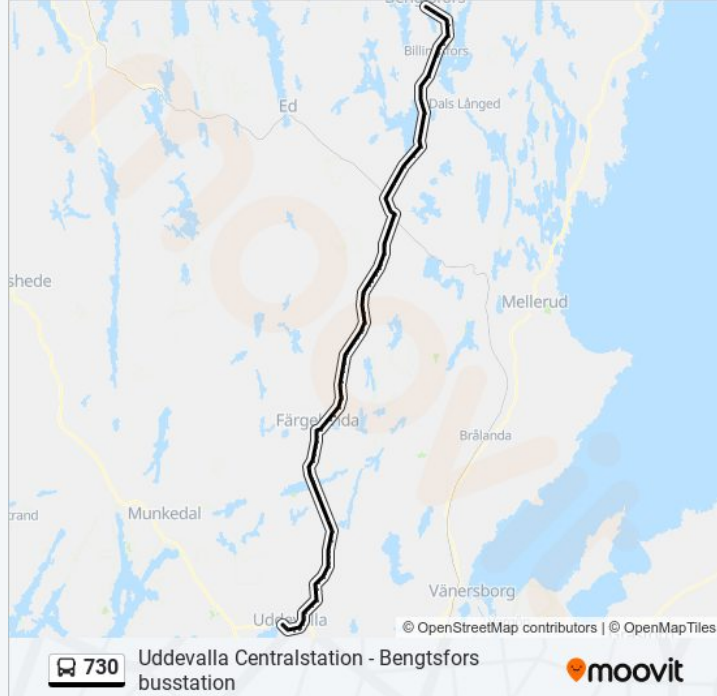 Bengtsfors
Billingsfors
Ed
Dals Långed
shede
Mellerud
Färgelanda
Brålanda
trand
Munkedal
Vänersborg
Uddevalla
© OpenStreetMap contributors | © OpenMapTiles
730
Uddevalla Centralstation - Bengtsfors
busstation
moovit
moovit